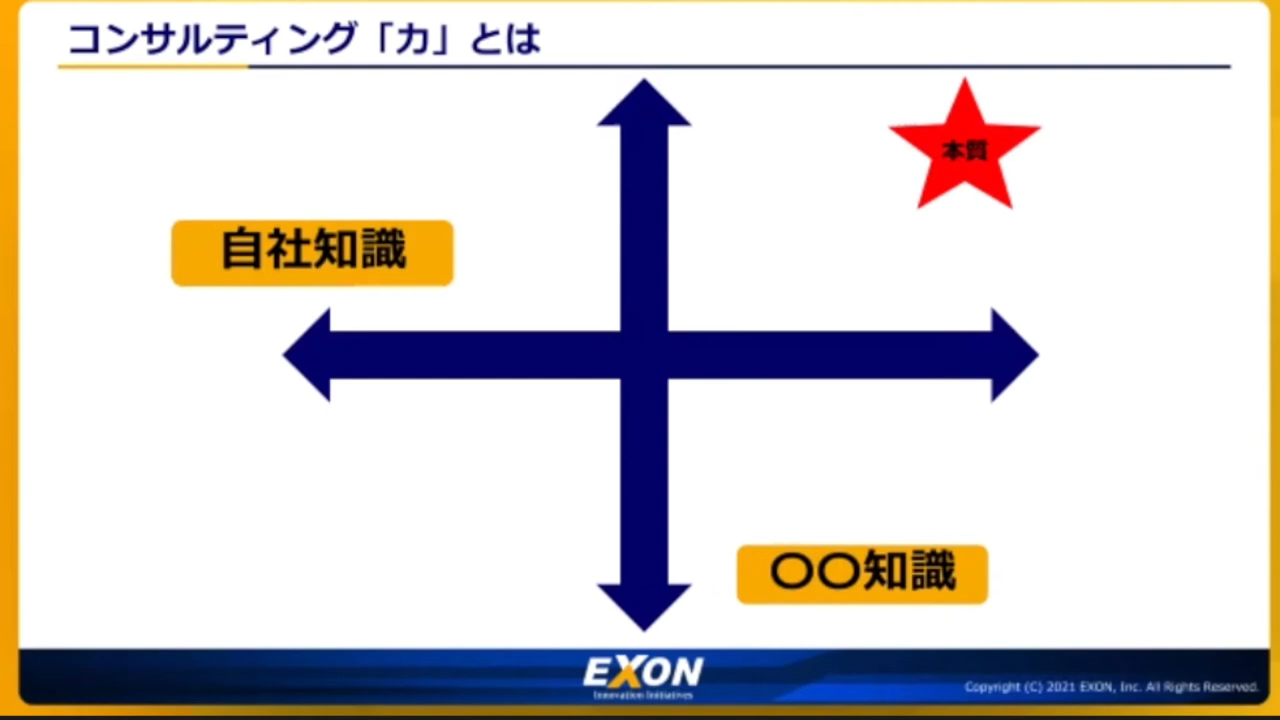 コンサルティング「力」とは
本質
自社知識
〇〇知識
EXON
Innovation Initiatives
Copyright (C) 2021 EXON, Inc. All Rights Reserved.